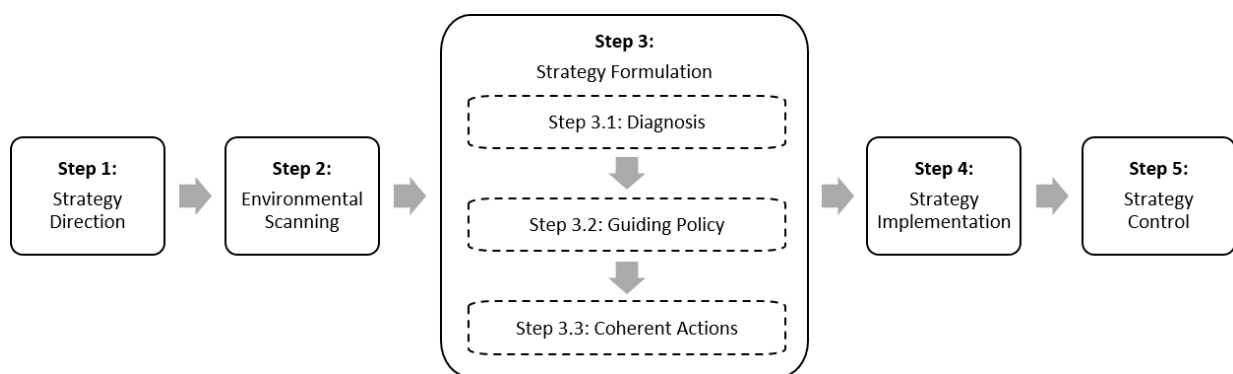 Step 1:
Strategy
Direction
Step 2:
Environmental
Scanning
Step 3:
Strategy Formulation
Step 3.1: Diagnosis
Step 3.2: Guiding Policy
Step 3.3: Coherent Actions
Step 4:
Strategy
Implementation
Step 5:
Strategy
Control